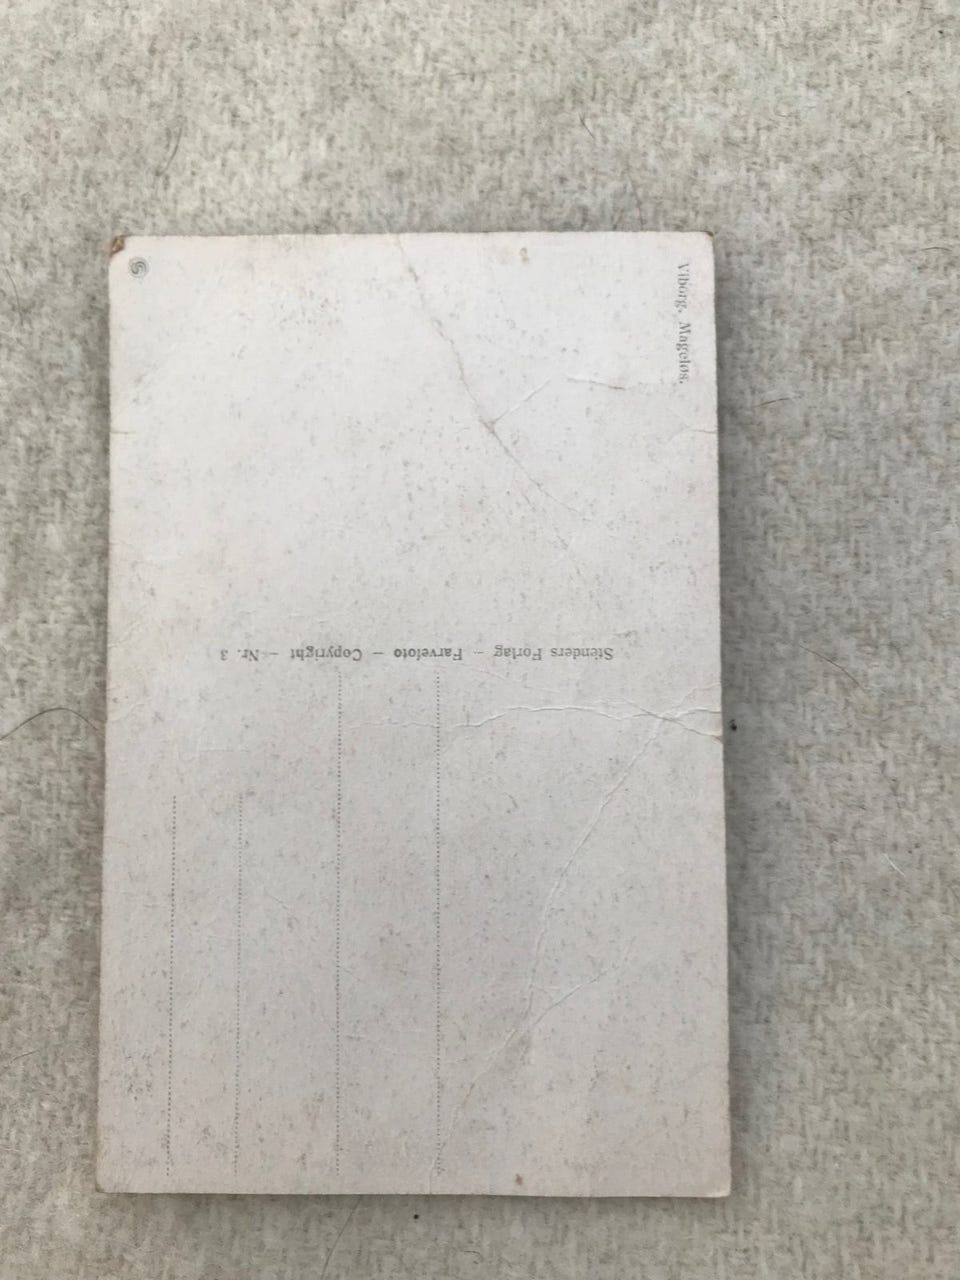 Viborg. Mageløs.
Stenders Forlag - Farvefoto - Copyright - Nr. 3